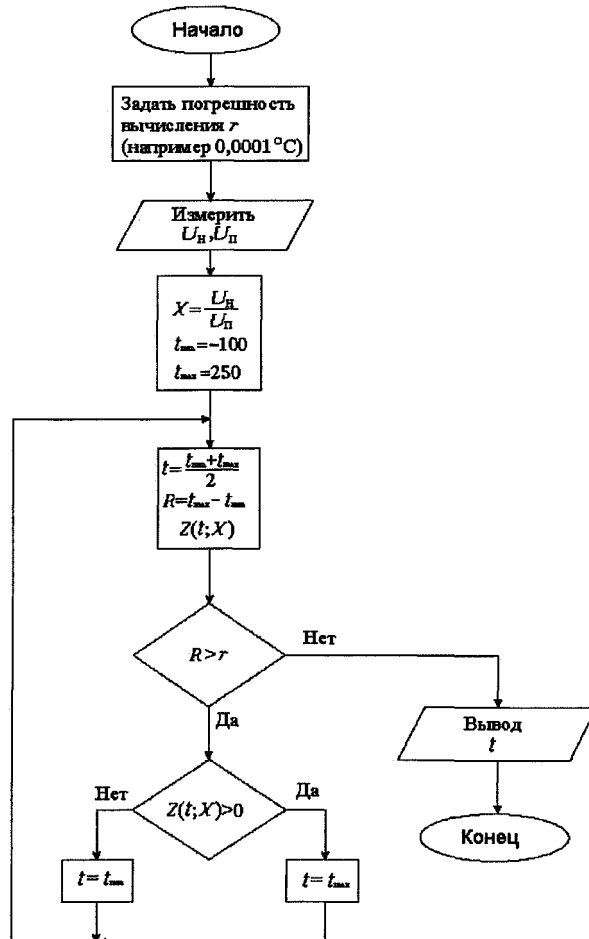 Начало
Задать погрешность
вычисления r
(например 0,0001°C)
Измерить
Uн,Uп
X=Uн/Uп
tmin=-100
tmax=250
t=(tmin+tmax)/2
R=tmax- tmin
Z(t;X)
R>r
Нет
Да
Вывод
t
Конец
Z(t;X)>0
Нет
Да
t= tmin
t= tmax